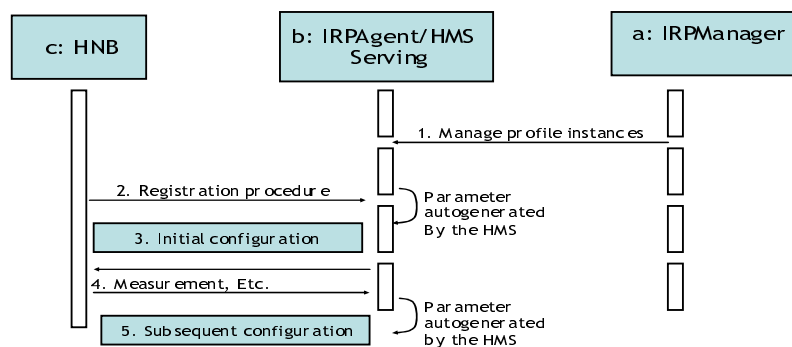 c: HNB
b: IRPAgent/HMS
Serving
a: IRPManager
1. Manage profile instances
2. Registration procedure
Parameter
autogenerated
By the HMS
3. Initial configuration
4. Measurement, Etc.
Parameter
autogenerated
by the HMS
5. Subsequent configuration